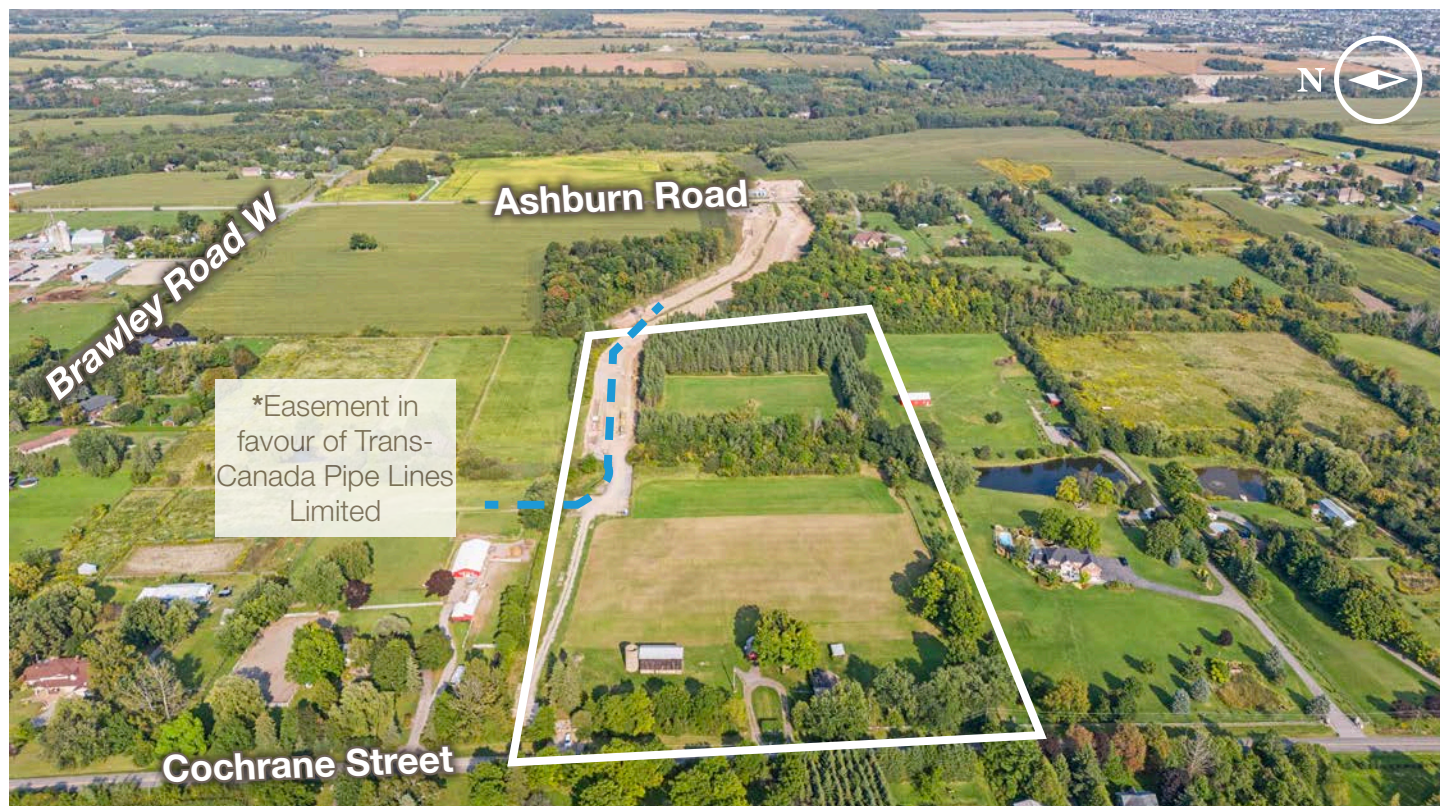 N
Ashburn Road
Brawley Road W
*Easement in
favour of Trans-
Canada Pipe Lines
Limited
Cochrane Street